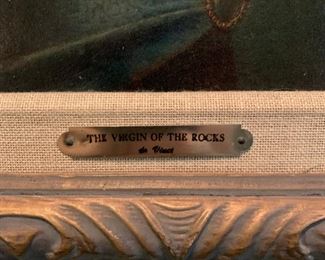 THE VIRGIN OF THE ROCKS
da Vinci